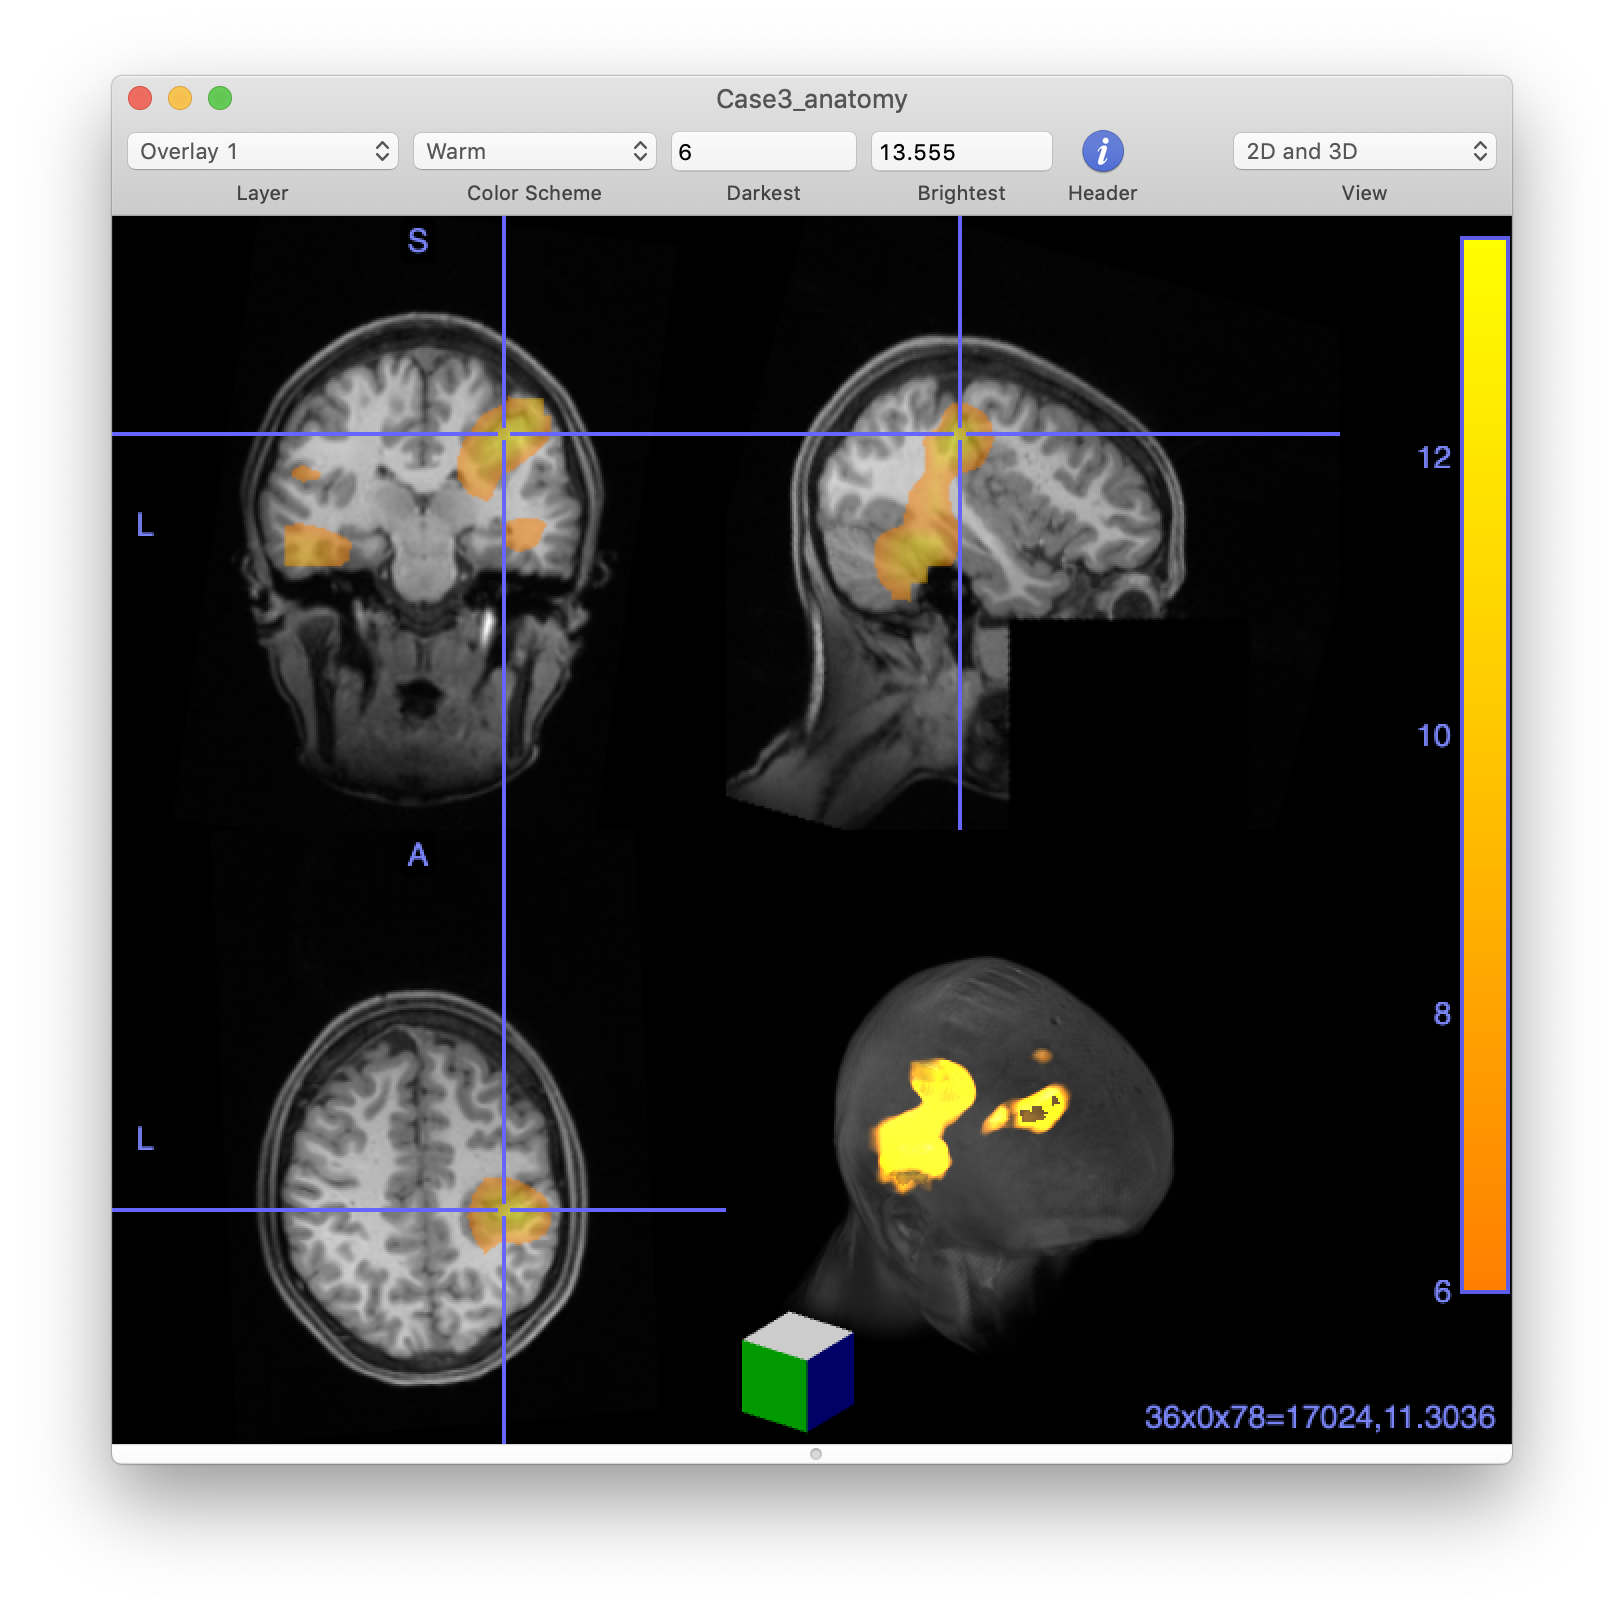 Case3_anatomy
Overlay 1 Warm 6 13.555 i 2D and 3D
Layer Color Scheme Darkest Brightest Header View
S
12
L
10
A
8
L
6
36x0x78=17024,11.3036